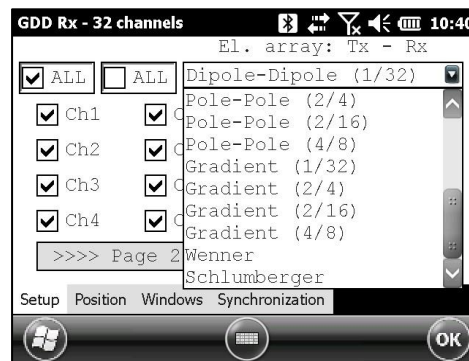 GDD Rx - 32 channels 10:40
El. array: Tx - Rx
ALL ALL Dipole-Dipole (1/32)
Pole-Pole (2/4)
Ch1 Pole-Pole (2/16)
Ch2 Pole-Pole (4/8)
Gradient (1/32)
Ch3 Gradient (2/4)
Gradient (2/16)
Ch4 Gradient (4/8)
>>>> Page 2 Wenner
Schlumberger
Setup Position Windows Synchronization
OK